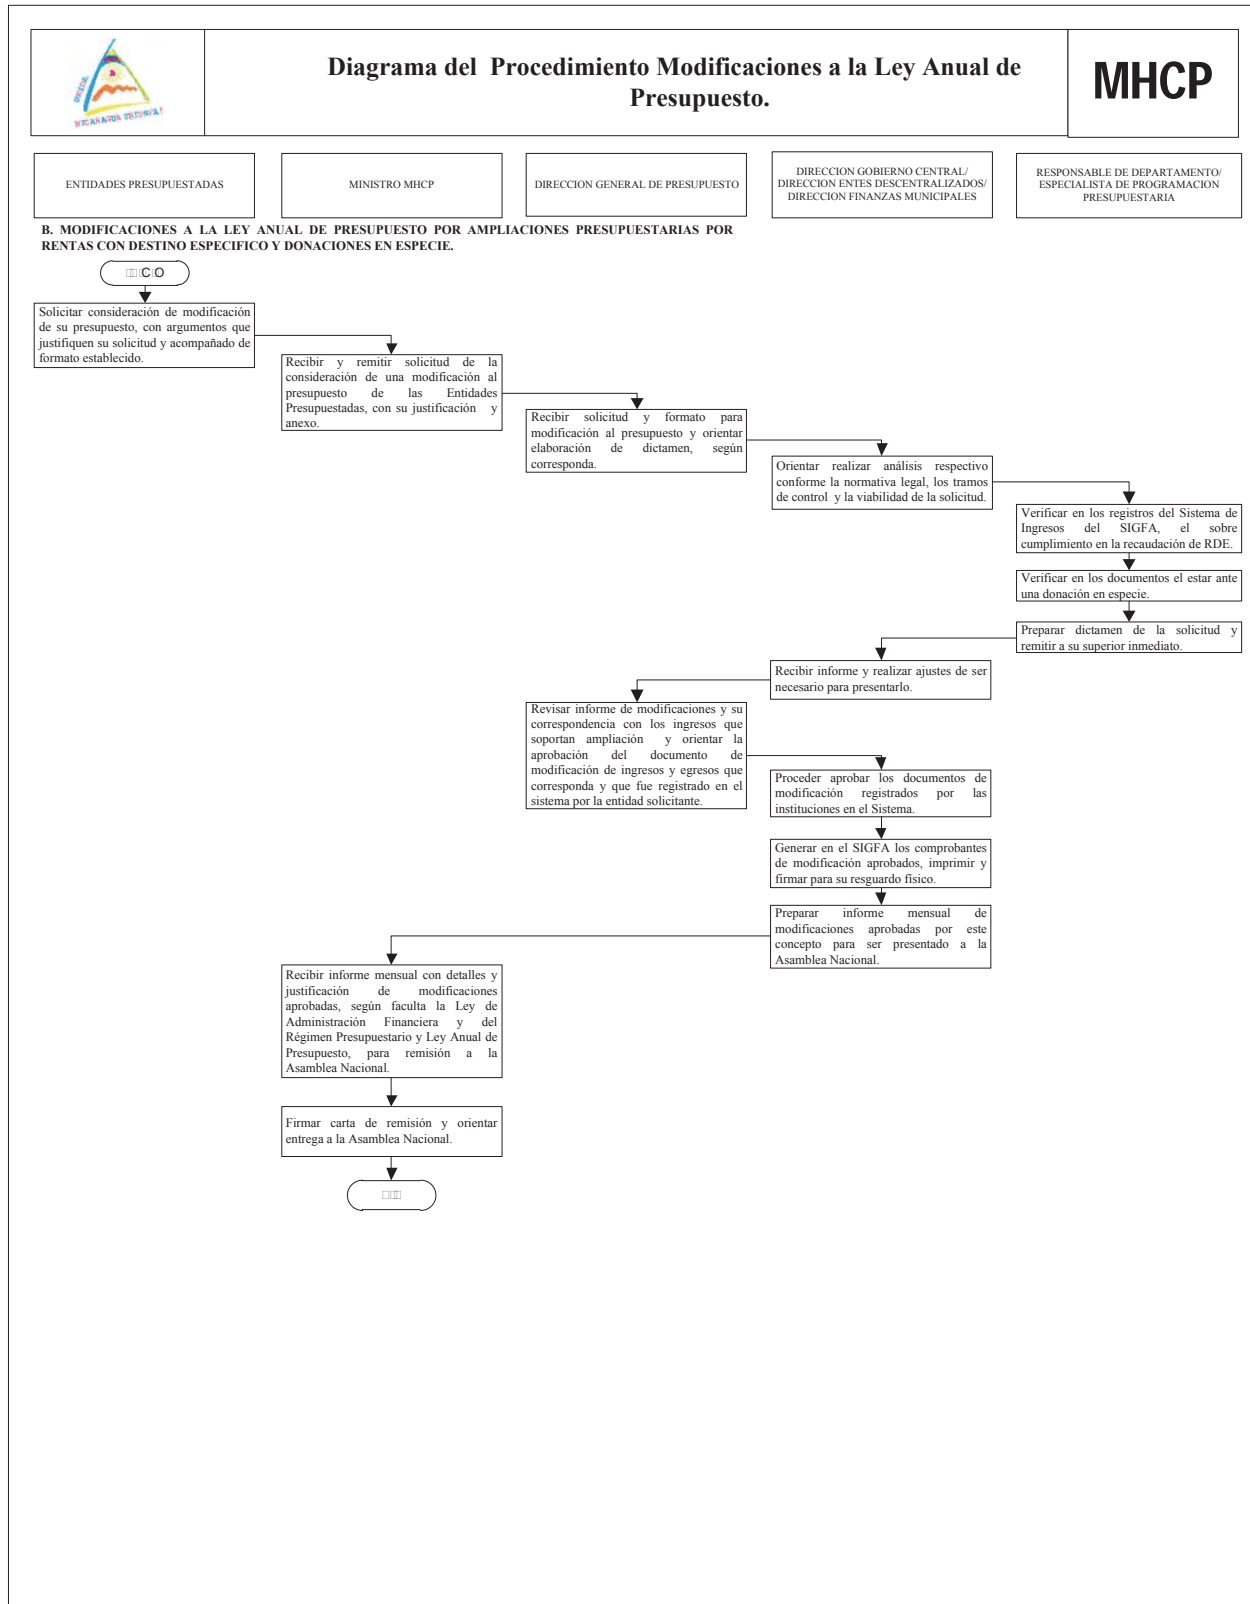 UNIDA
NICARAGUA TRIUNFA!
Diagrama del Procedimiento Modificaciones a la Ley Anual de
Presupuesto.
MHCP
ENTIDADES PRESUPUESTADAS
MINISTRO MHCP
DIRECCION GENERAL DE PRESUPUESTO
DIRECCION GOBIERNO CENTRAL/
DIRECCION ENTES DESCENTRALIZADOS/
DIRECCION FINANZAS MUNICIPALES
RESPONSABLE DE DEPARTAMENTO/
ESPECIALISTA DE PROGRAMACION
PRESUPUESTARIA
B. MODIFICACIONES A LA LEY ANUAL DE PRESUPUESTO POR AMPLIACIONES PRESUPUESTARIAS POR
RENTAS CON DESTINO ESPECIFICO Y DONACIONES EN ESPECIE.
Solicitar consideración de modificación
de su presupuesto, con argumentos que
justifiquen su solicitud y acompañado de
formato establecido.
Recibir y remitir solicitud de la
consideración de una modificación al
presupuesto de las Entidades
Presupuestadas, con su justificación y
anexo.
Recibir solicitud y formato para
modificación al presupuesto y orientar
elaboración de dictamen, según
corresponda.
Orientar realizar análisis respectivo
conforme la normativa legal, los tramos
de control y la viabilidad de la solicitud.
Verificar en los registros del Sistema de
Ingresos del SIGFA, el sobre
cumplimiento en la recaudación de RDE.
Verificar en los documentos el estar ante
una donación en especie.
Preparar dictamen de la solicitud y
remitir a su superior inmediato.
Recibir informe y realizar ajustes de ser
necesario para presentarlo.
Revisar informe de modificaciones y su
correspondencia con los ingresos que
soportan ampliación y orientar la
aprobación del documento de
modificación de ingresos y egresos que
corresponda y que fue registrado en el
sistema por la entidad solicitante.
Proceder aprobar los documentos de
modificación registrados por las
instituciones en el Sistema.
Generar en el SIGFA los comprobantes
de modificación aprobados, imprimir y
firmar para su resguardo físico.
Preparar informe mensual de
modificaciones aprobadas por este
concepto para ser presentado a la
Asamblea Nacional.
Recibir informe mensual con detalles y
justificación de modificaciones
aprobadas, según faculta la Ley de
Administración Financiera y del
Régimen Presupuestario y Ley Anual de
Presupuesto, para remisión a la
Asamblea Nacional.
Firmar carta de remisión y orientar
entrega a la Asamblea Nacional.